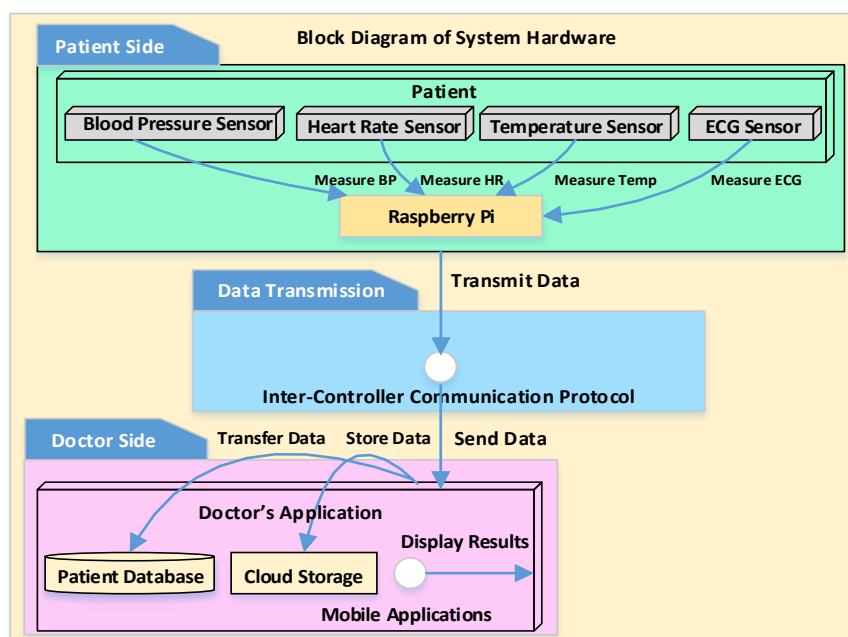 Block Diagram of System Hardware
Patient Side
Patient
Blood Pressure Sensor
Heart Rate Sensor
Temperature Sensor
ECG Sensor
Measure BP
Measure HR
Measure Temp
Measure ECG
Raspberry Pi
Transmit Data
Data Transmission
Inter-Controller Communication Protocol
Doctor Side
Transfer Data
Store Data
Send Data
Doctor’s Application
Display Results
Patient Database
Cloud Storage
Mobile Applications